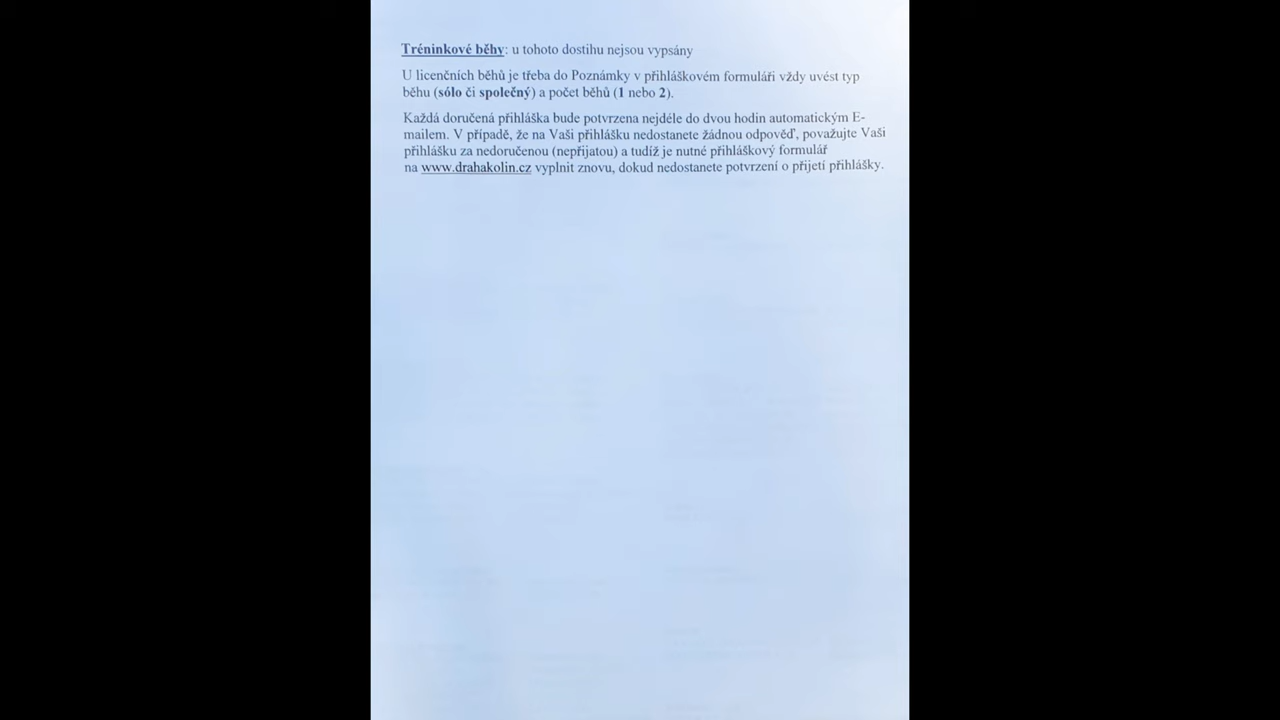 Tréninkové běhy: u tohoto dostihu nejsou vypsány
U licenčních běhů je třeba do Poznámky v přihláškovém formuláři vždy uvést typ
běhu (sólo či společný) a počet běhů (1 nebo 2).
Každá doručená přihláška bude potvrzena nejdéle do dvou hodin automatickým E-
mailem. V případě, že na Vaši přihlášku nedostanete žádnou odpověď, považujte Vaši
přihlášku za nedoručenou (nepřijatou) a tudíž je nutné přihláškový formulář
na www.drahakolin.cz vyplnit znovu, dokud nedostanete potvrzení o přijetí přihlášky.